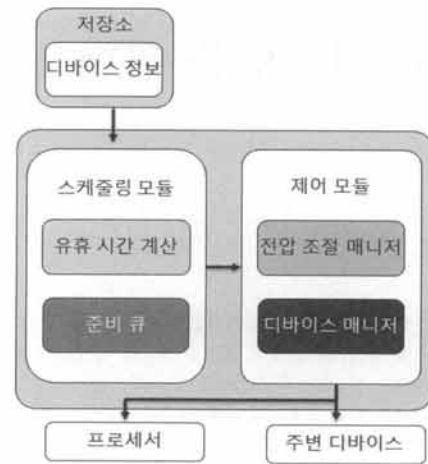 저장소
디바이스 정보
스케줄링 모듈
유휴 시간 계산
준비 큐
제어 모듈
전압 조절 매니저
디바이스 매니저
프로세서
주변 디바이스